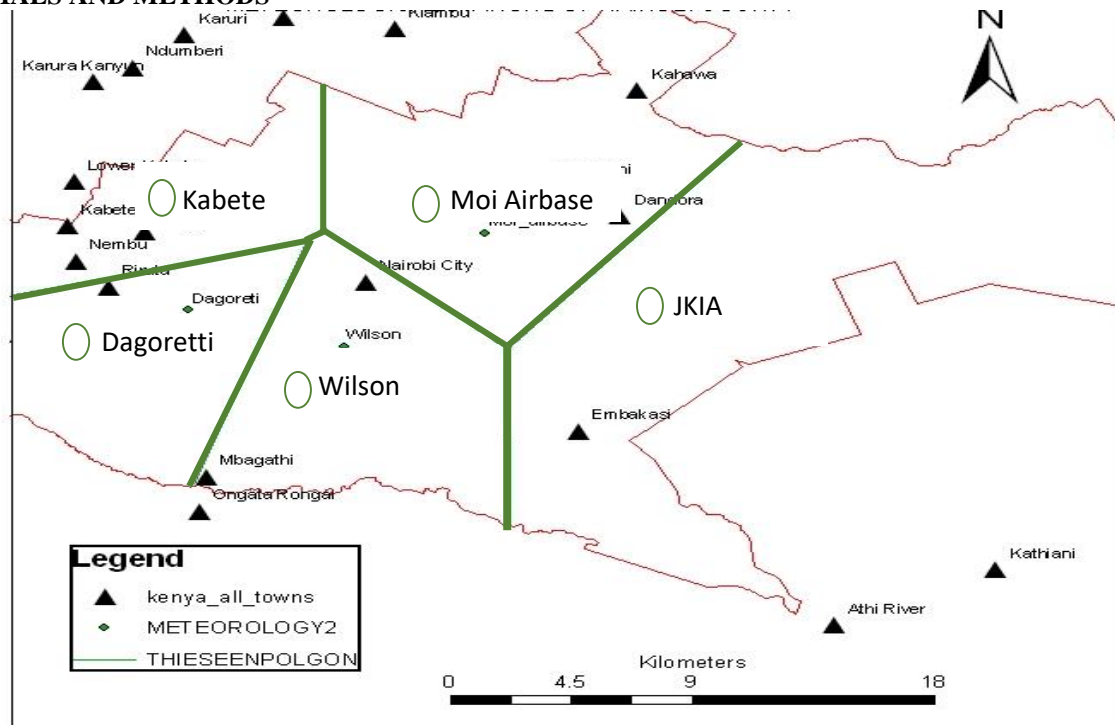 IALS AND METHODS
Karuri
Kiambu
N
Ndumberi
Karura Kanyun
Kahawa
Lower
Kabete
Moi Airbase
Dandora
Kabete
Moi_airbase
Nembu
Nairobi City
Dagoreti
JKIA
Dagoretti
Wilson
Wilson
Embakasi
Mbagathi
Ongata Rongai
Legend
kenya_all_towns
METEOROLOGY2
THIESEENPOLGON
Kathiani
Athi River
Kilometers
0 4.5 9 18